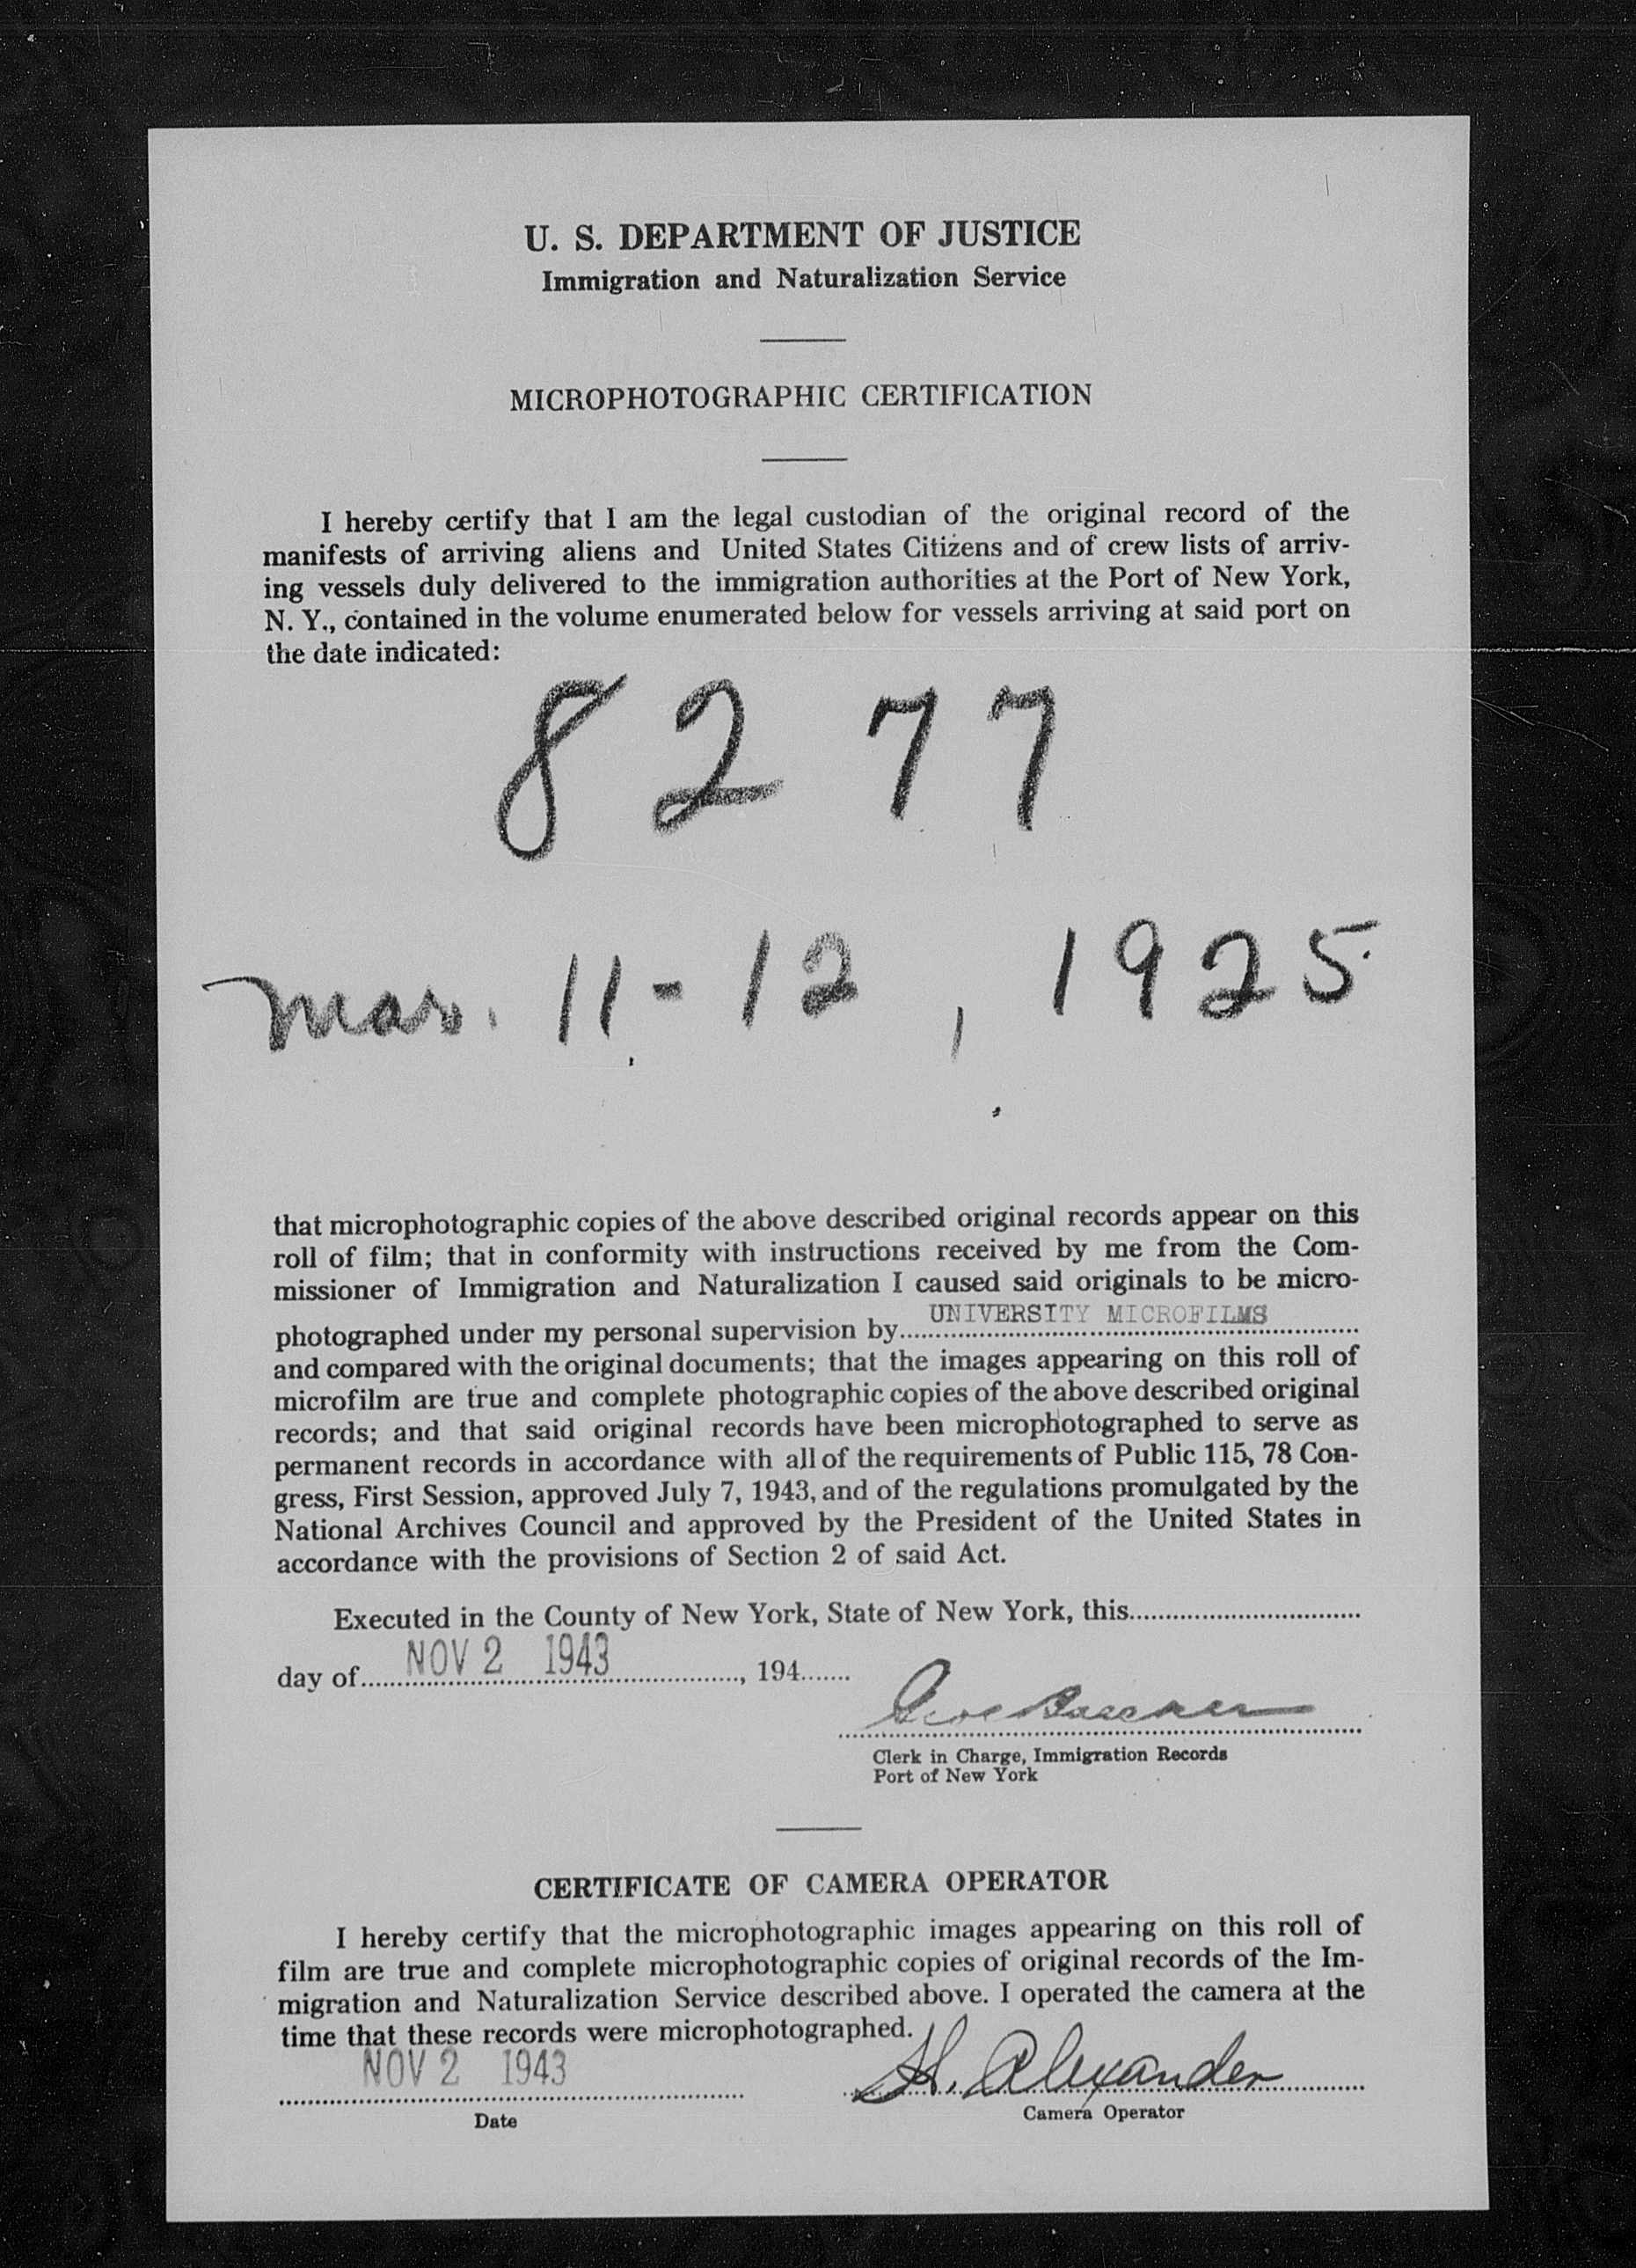 U. S. DEPARTMENT OF JUSTICE
Immigration and Naturalization Service
MICROPHOTOGRAPHIC CERTIFICATION
I hereby certify that I am the legal custodian of the original record of the
manifests of arriving aliens and United States Citizens and of crew lists of arriv-
ing vessels duly delivered to the immigration authorities at the Port of New York,
N. Y., contained in the volume enumerated below for vessels arriving at said port on
the date indicated:
8277
Mar. 11-12, 1925
that microphotographic copies of the above described original records appear on this
roll of film; that in conformity with instructions received by me from the Com-
missioner of Immigration and Naturalization I caused said originals to be micro-
photographed under my personal supervision by UNIVERSITY MICROFILMS
and compared with the original documents; that the images appearing on this roll of
microfilm are true and complete photographic copies of the above described original
records; and that said original records have been microphotographed to serve as
permanent records in accordance with all of the requirements of Public 115, 78 Con-
gress, First Session, approved July 7, 1943, and of the regulations promulgated by the
National Archives Council and approved by the President of the United States in
accordance with the provisions of Section 2 of said Act.
Executed in the County of New York, State of New York, this
day of NOV 2 1943, 194
Clerk in Charge, Immigration Records
Port of New York
CERTIFICATE OF CAMERA OPERATOR
I hereby certify that the microphotographic images appearing on this roll of
film are true and complete microphotographic copies of original records of the Im-
migration and Naturalization Service described above. I operated the camera at the
time that these records were microphotographed.
NOV 2 1943 H. Alexander
Date Camera Operator